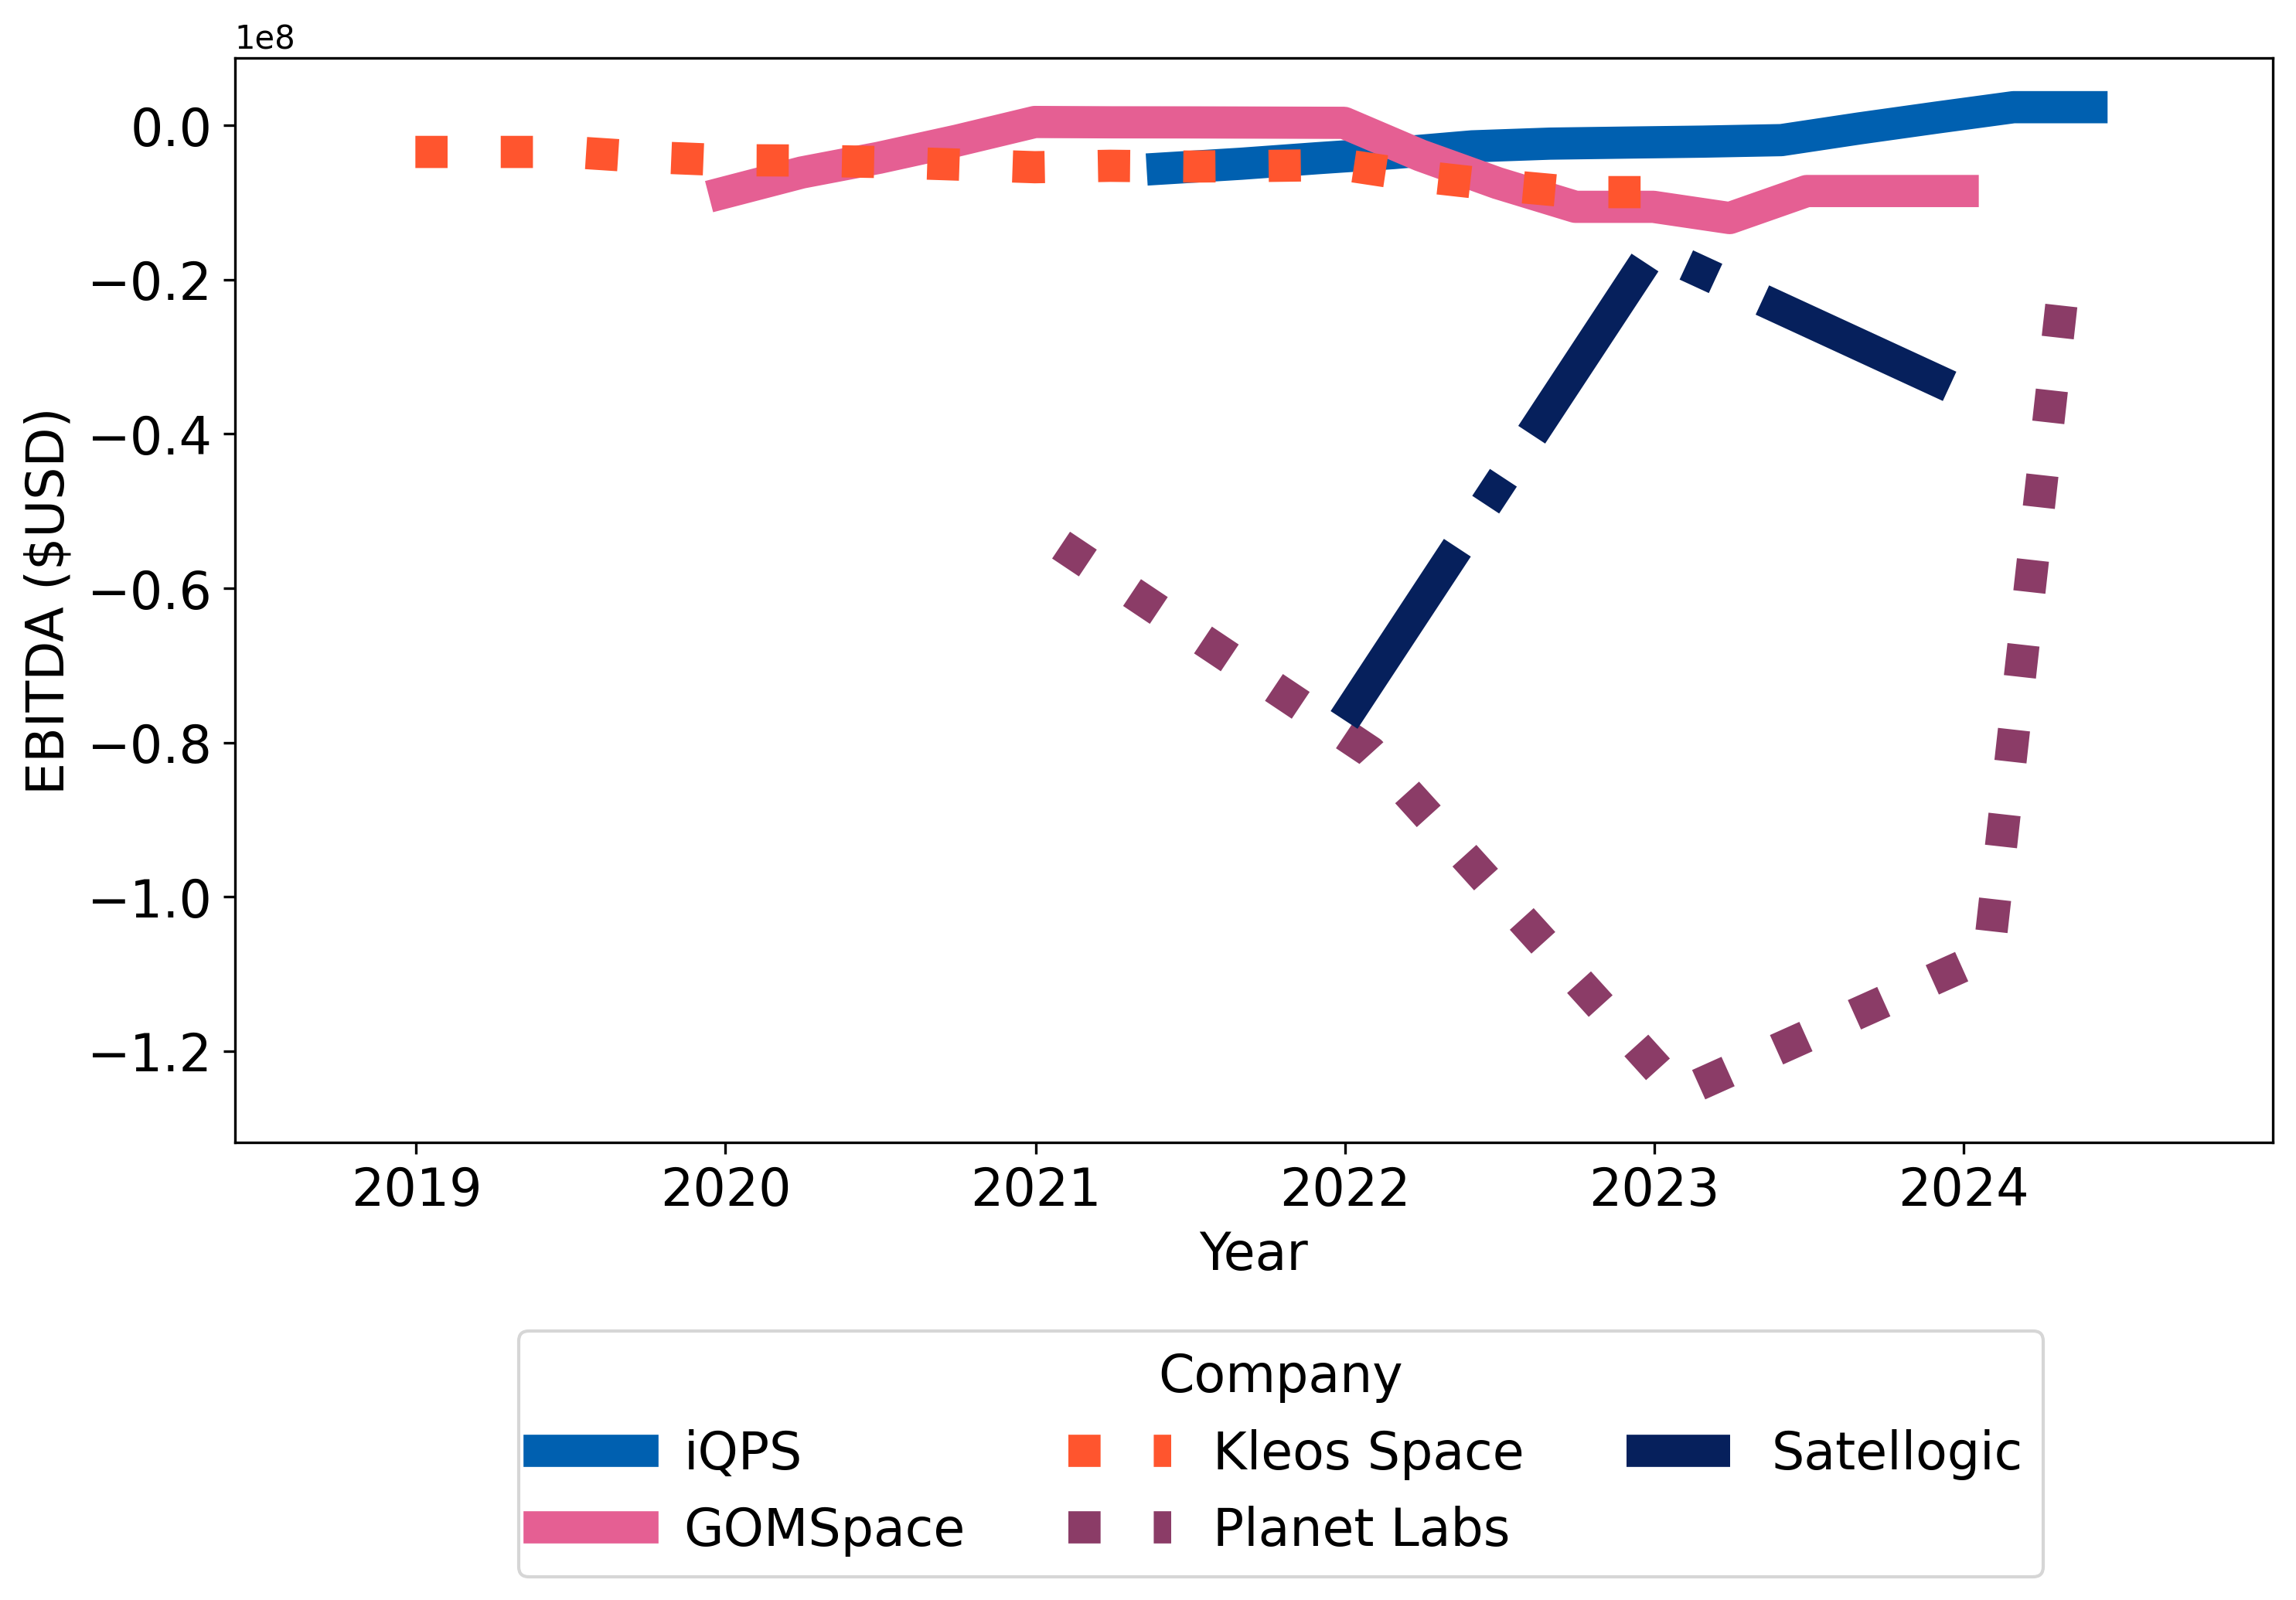 1e8
0.0
−0.2
−0.4
−0.6
−0.8
−1.0
−1.2
EBITDA ($USD)
2019 2020 2021 2022 2023 2024
Year
Company
iQPS Kleos Space Satellogic
GOMSpace Planet Labs